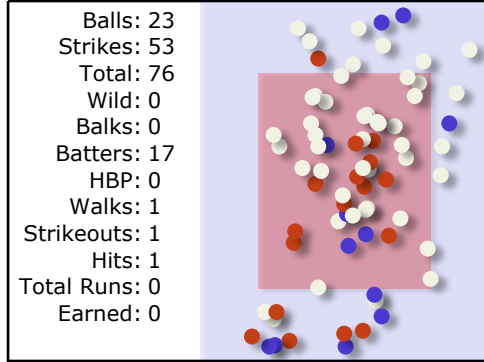 Balls: 23
Strikes: 53
Total: 76
Wild: 0
Balks: 0
Batters: 17
HBP: 0
Walks: 1
Strikeouts: 1
Hits: 1
Total Runs: 0
Earned: 0